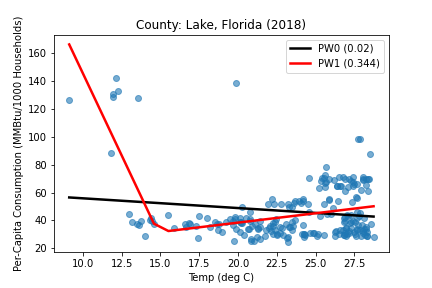 County: Lake, Florida (2018)
PW0 (0.02)
PW1 (0.344)
Per-Capita Consumption (MMBtu/1000 Households)
160
140
120
100
80
60
40
20
10.0 12.5 15.0 17.5 20.0 22.5 25.0 27.5
Temp (deg C)